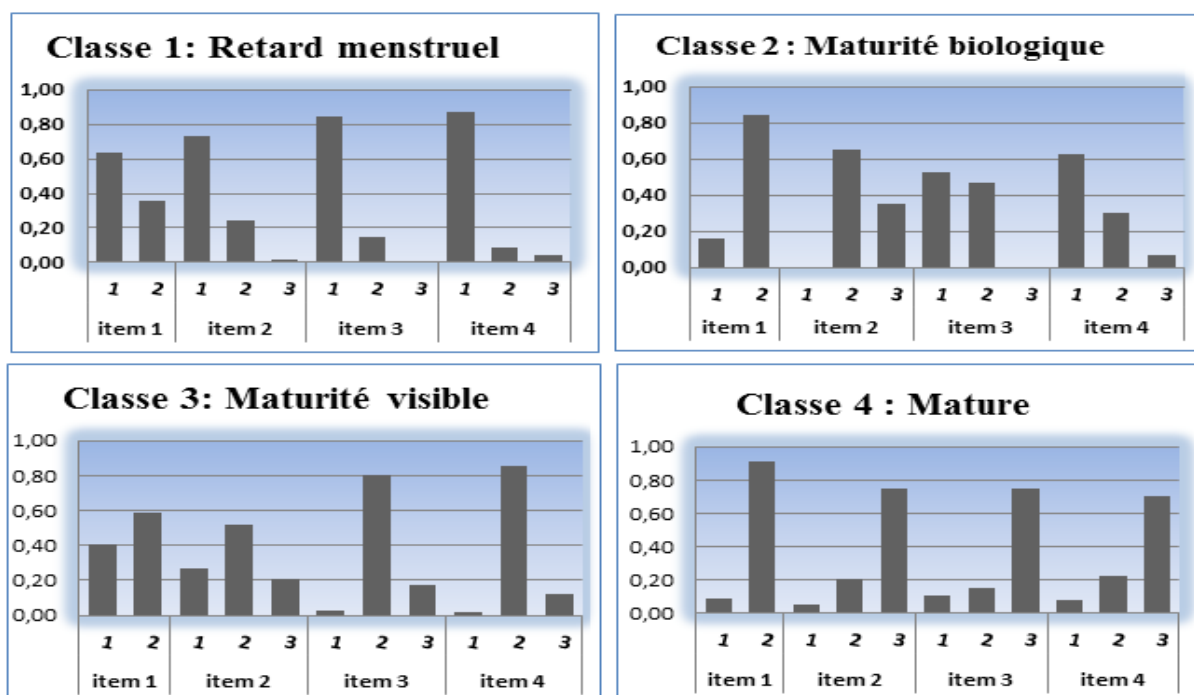 Classe 1: Retard menstruel
1,00
0,80
0,60
0,40
0,20
0,00
1 2 1 2 3 1 2 3 1 2 3
item 1 item 2 item 3 item 4
Classe 2 : Maturité biologique
1,00
0,80
0,60
0,40
0,20
0,00
1 2 1 2 3 1 2 3 1 2 3
item 1 item 2 item 3 item 4
Classe 3: Maturité visible
1,00
0,80
0,60
0,40
0,20
0,00
1 2 1 2 3 1 2 3 1 2 3
item 1 item 2 item 3 item 4
Classe 4 : Mature
1,00
0,80
0,60
0,40
0,20
0,00
1 2 1 2 3 1 2 3 1 2 3
item 1 item 2 item 3 item 4